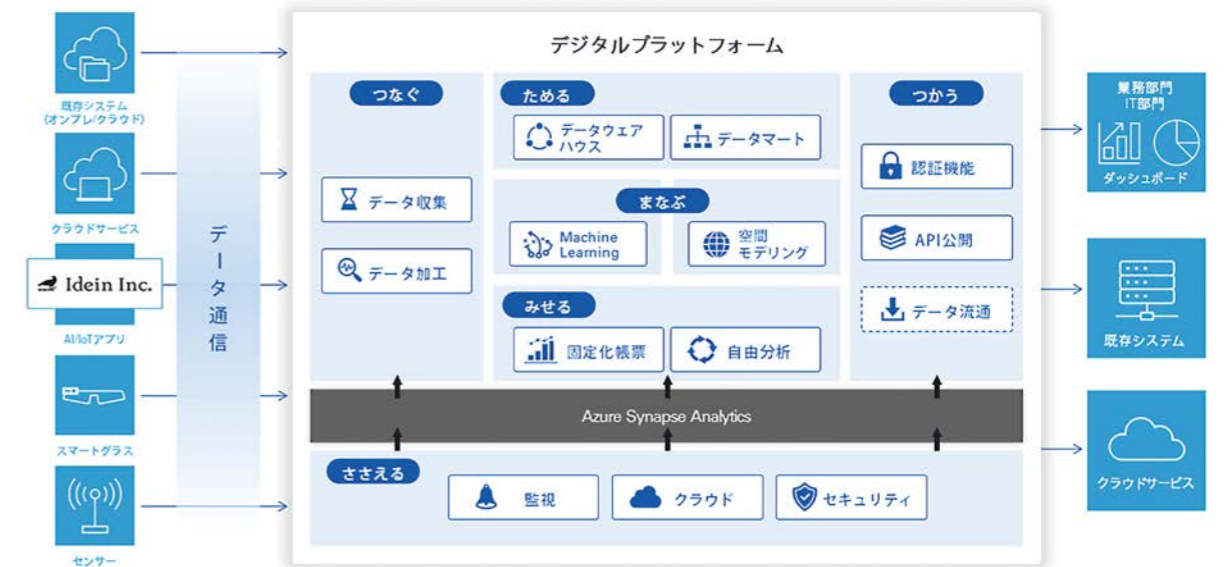 既存システム
(オンプレ/クラウド)
クラウドサービス
Idein Inc.
AI/IoTアプリ
スマートグラス
センサー
データ通信
デジタルプラットフォーム
つなぐ
データ収集
データ加工
ためる
データウェア
ハウス
データマート
まなぶ
Machine
Learning
空間
モデリング
みせる
固定化帳票
自由分析
つかう
認証機能
API公開
データ流通
Azure Synapse Analytics
ささえる
監視
クラウド
セキュリティ
業務部門
IT部門
ダッシュボード
既存システム
クラウドサービス